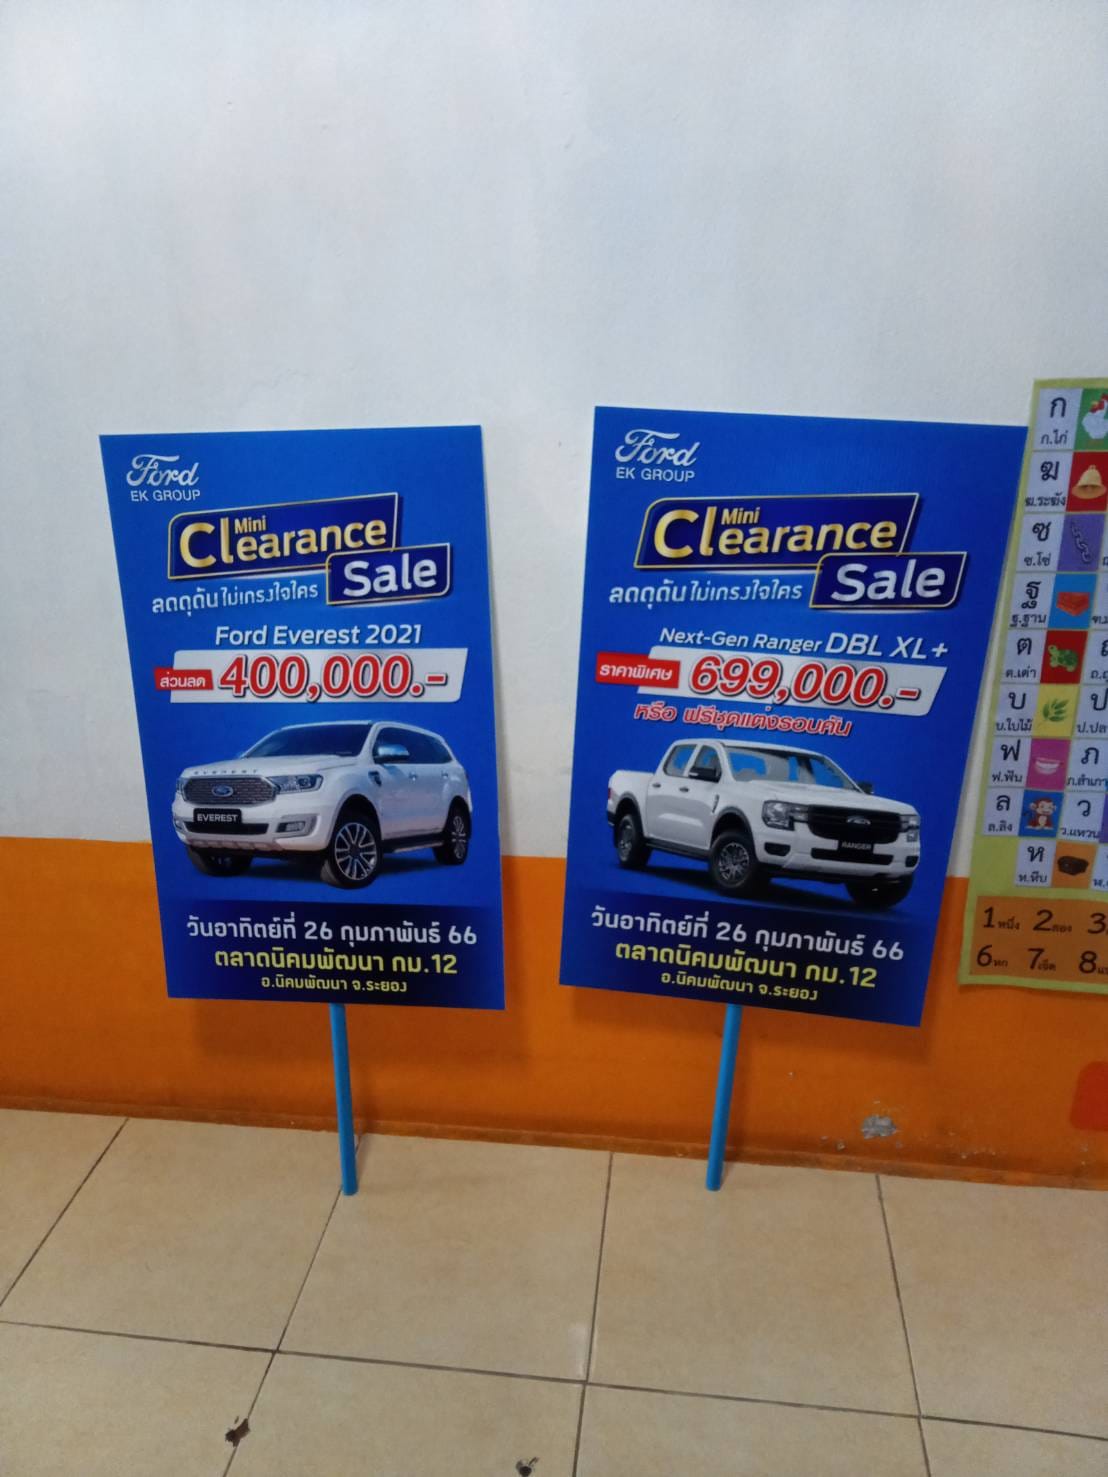 Ford
EK GROUP
Mini
Clearance
Sale
ลดดุดัน ไม่เกรงใจใคร
Ford Everest 2021
ส่วนลด 400,000.-
EVEREST
EVEREST
วันอาทิตย์ที่ 26 กุมภาพันธ์ 66
ตลาดนิคมพัฒนา กม.12
อ.นิคมพัฒนา จ.ระยอง
Ford
EK GROUP
Mini
Clearance
Sale
ลดดุดัน ไม่เกรงใจใคร
Next-Gen Ranger DBL XL+
ราคาพิเศษ 699,000.-
หรือ ฟรีชุดแต่งรอบคัน
RANGER
วันอาทิตย์ที่ 26 กุมภาพันธ์ 66
ตลาดนิคมพัฒนา กม.12
อ.นิคมพัฒนา จ.ระยอง
ก
ก.ไก่
ฆ
ฆ.ระฆัง
ซ
ซ.โซ่
ฐ
ฐ.ฐาน
ต
ต.เต่า
บ ป
บ.ใบไม้
ฟ ภ
ฟ.ฟัน
ล ว
ล.ลิง ว.แหวน
ห
ห.หีบ
1 หนึ่ง 2 สอง 3
6 หก 7 เจ็ด 8